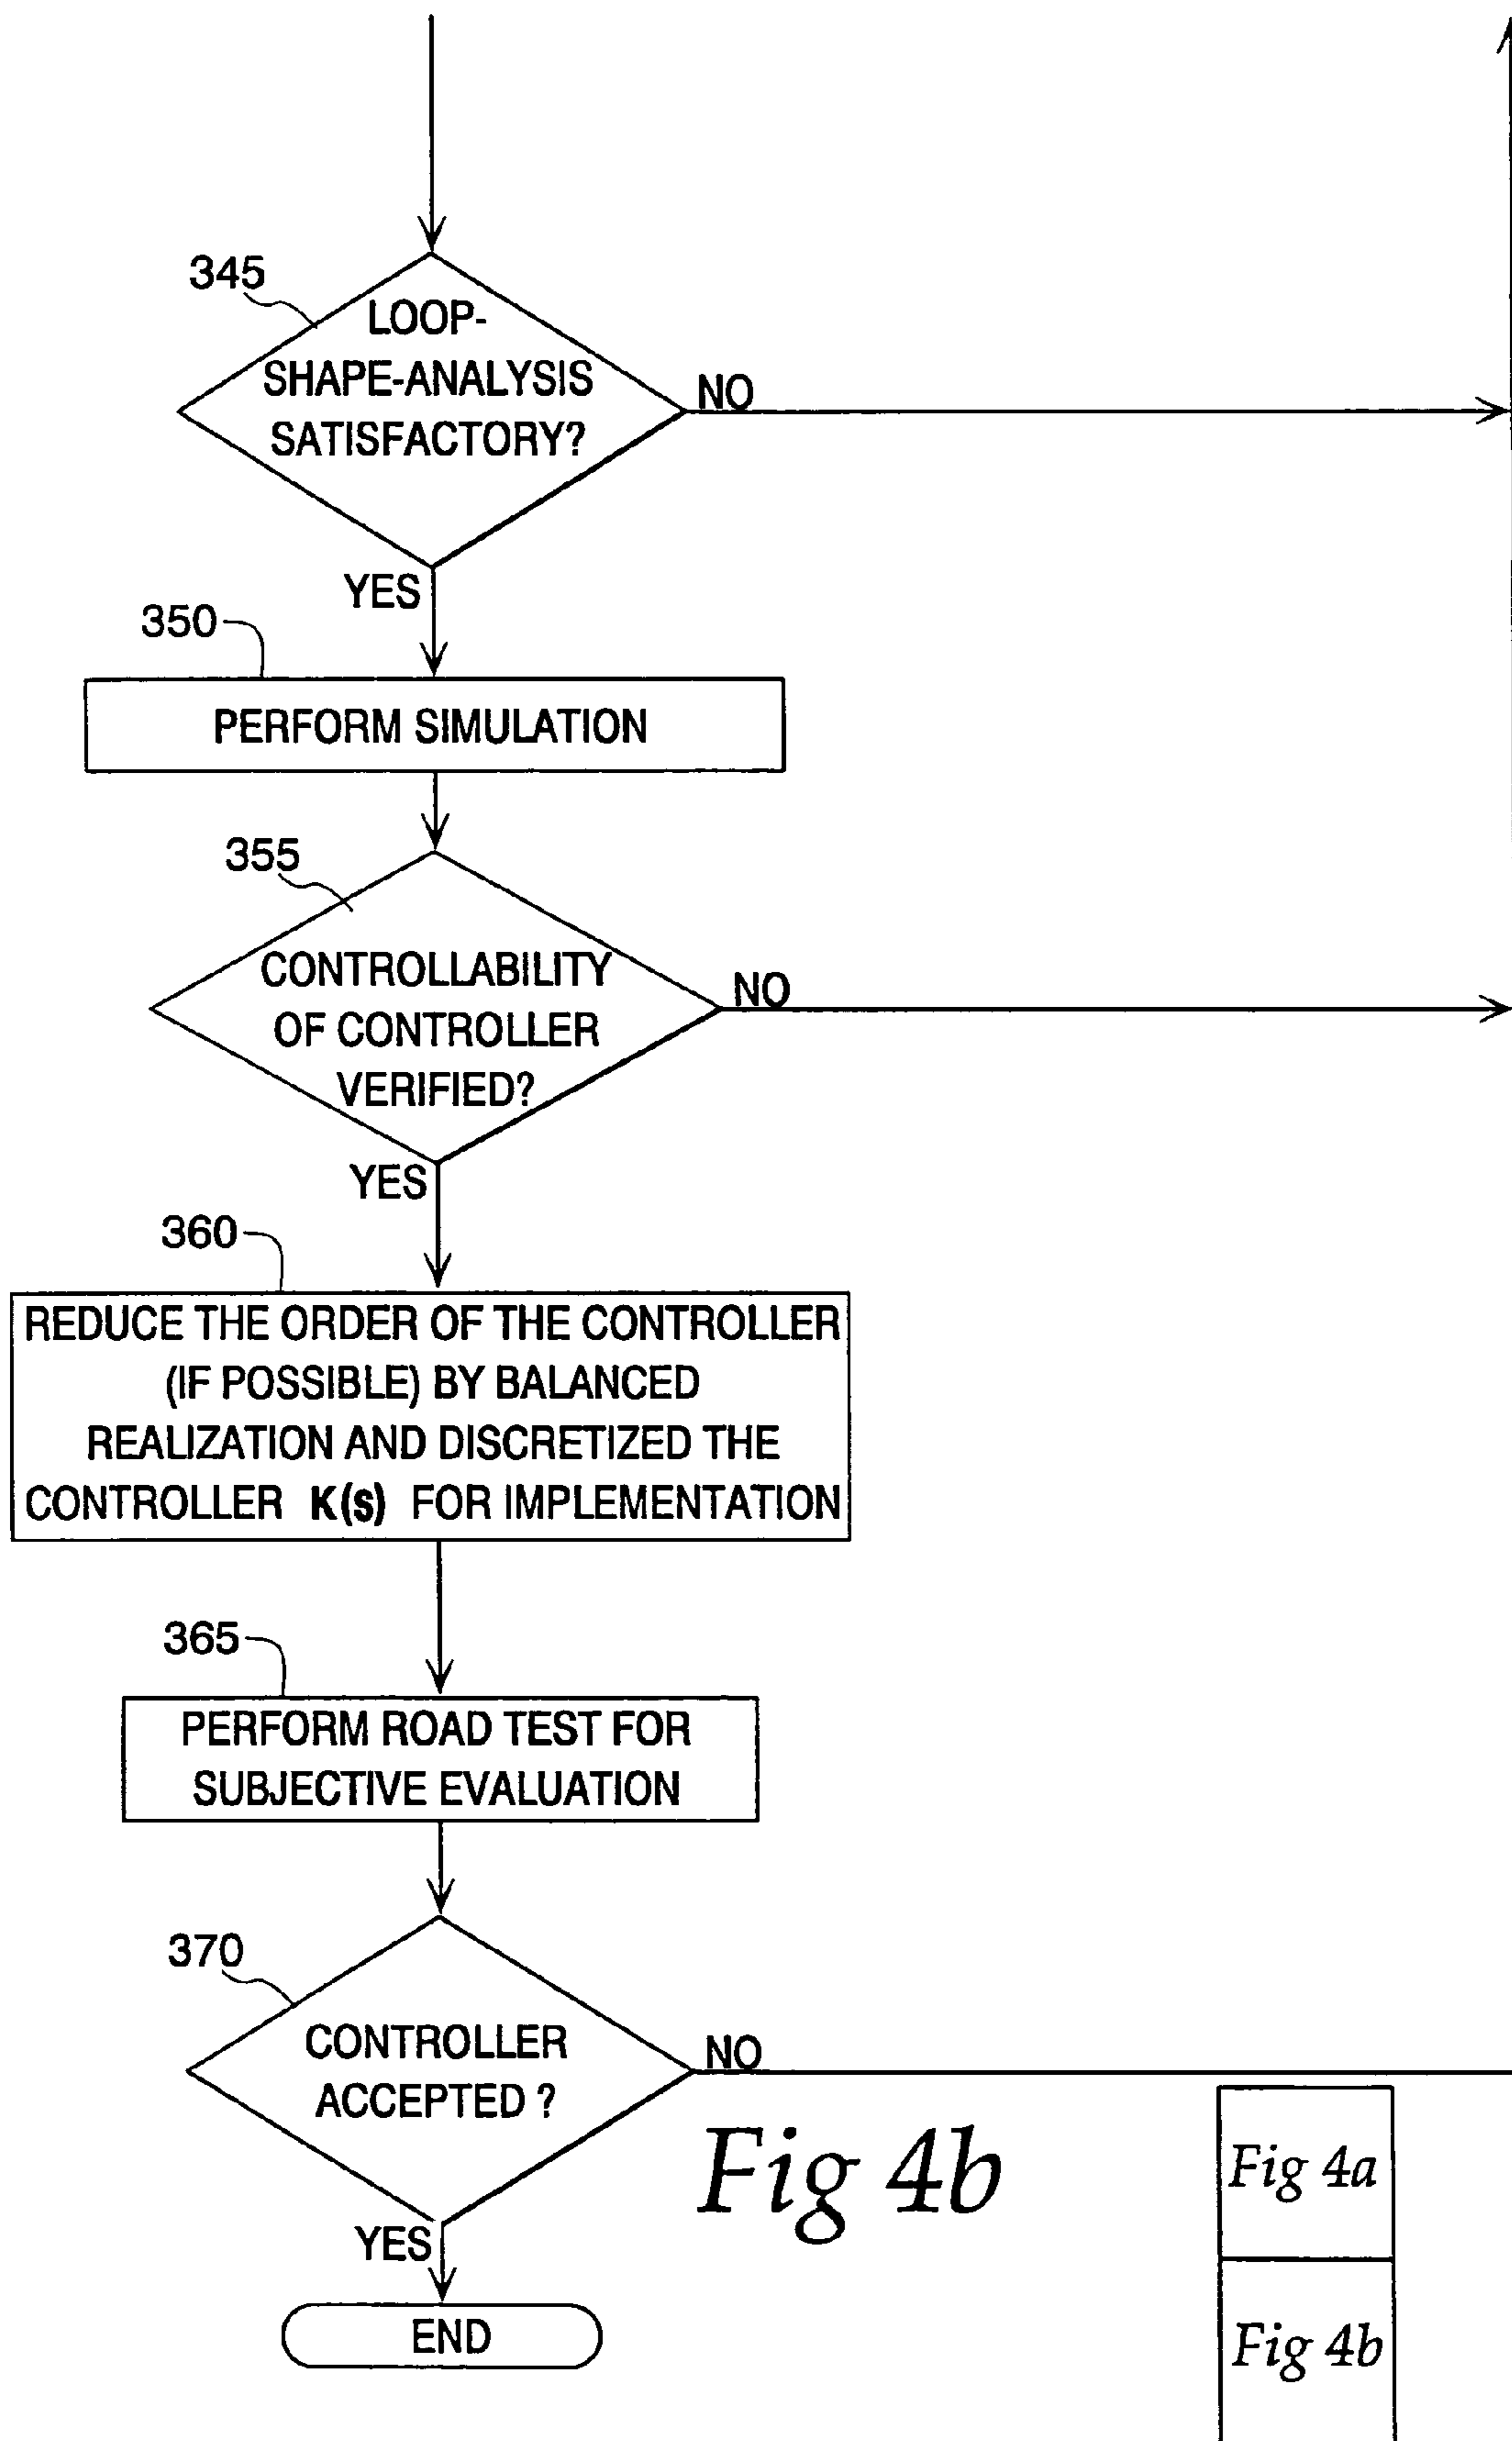 345
LOOP-
SHAPE-ANALYSIS
SATISFACTORY?
NO
YES
350
PERFORM SIMULATION
355
CONTROLLABILITY
OF CONTROLLER
VERIFIED?
NO
YES
360
REDUCE THE ORDER OF THE CONTROLLER
(IF POSSIBLE) BY BALANCED
REALIZATION AND DISCRETIZED THE
CONTROLLER K(s) FOR IMPLEMENTATION
365
PERFORM ROAD TEST FOR
SUBJECTIVE EVALUATION
370
CONTROLLER
ACCEPTED ?
NO
YES
END
Fig 4b
Fig 4a
Fig 4b